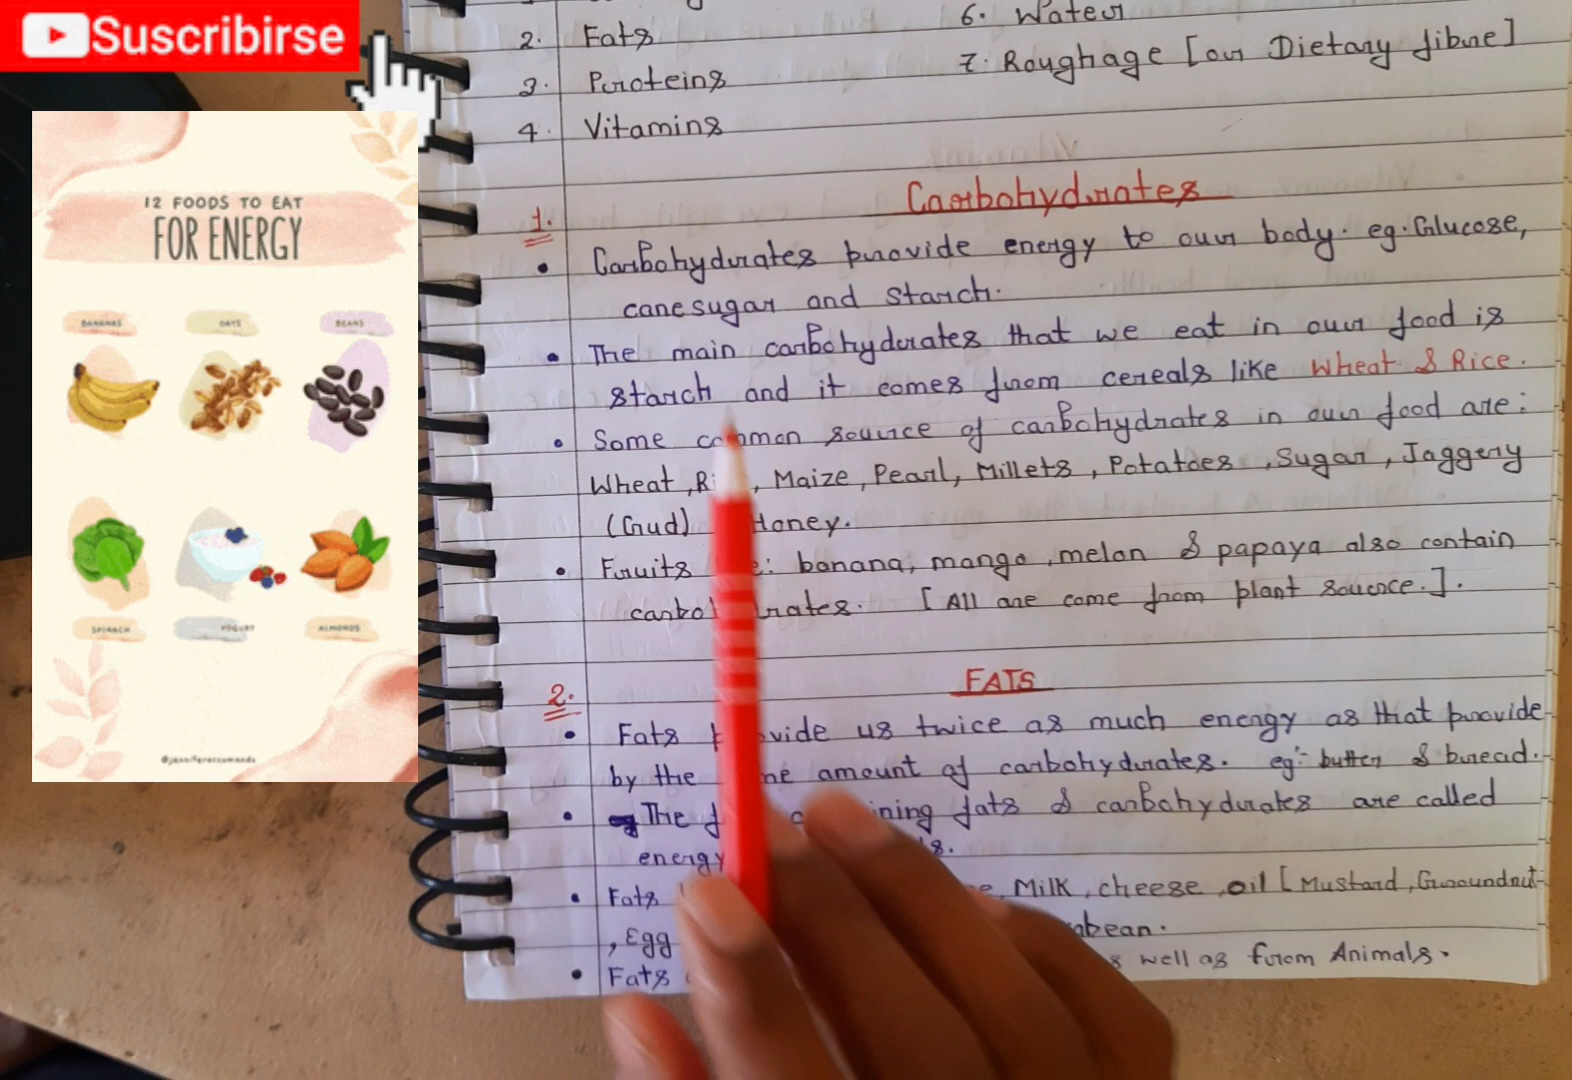 Suscribirse
12 FOODS TO EAT
FOR ENERGY
BANANAS OATS BEANS
SPINACH YOGURT ALMONDS
6. Water
2. Fats
7. Roughage [or Dietary fibre]
3. Proteins
4. Vitamins
1. Carbohydrates
• Carbohydrates provide energy to our body. eg. Glucose,
cane sugar and starch.
• The main carbohydrates that we eat in our food is
starch and it comes from cereals like Wheat & Rice.
• Some common source of carbohydrates in our food are:
Wheat, , Maize, Pearl, Millets, Potatoes, Sugar, Jaggery
(Gud) Honey.
• Fruits : banana, mango, melon & papaya also contain
[All are come from plant source.].
2. FATS
• Fats us twice as much energy as that provide
by the amount of carbohydrates. eg:- butter & bread.
• The fats & carbohydrates are called
energy
• Fats Milk, cheese, oil [Mustard, Groundnut
, Egg
• Fats well as from Animals.